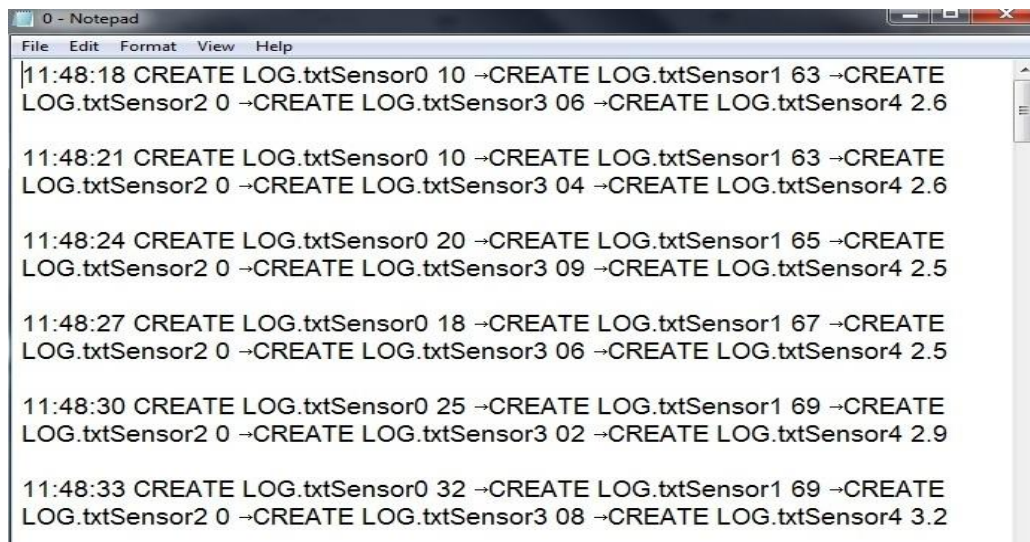 0 - Notepad
File Edit Format View Help
11:48:18 CREATE LOG.txtSensor0 10 →CREATE LOG.txtSensor1 63 →CREATE
LOG.txtSensor2 0 →CREATE LOG.txtSensor3 06 →CREATE LOG.txtSensor4 2.6
11:48:21 CREATE LOG.txtSensor0 10 →CREATE LOG.txtSensor1 63 →CREATE
LOG.txtSensor2 0 →CREATE LOG.txtSensor3 04 →CREATE LOG.txtSensor4 2.6
11:48:24 CREATE LOG.txtSensor0 20 →CREATE LOG.txtSensor1 65 →CREATE
LOG.txtSensor2 0 →CREATE LOG.txtSensor3 09 →CREATE LOG.txtSensor4 2.5
11:48:27 CREATE LOG.txtSensor0 18 →CREATE LOG.txtSensor1 67 →CREATE
LOG.txtSensor2 0 →CREATE LOG.txtSensor3 06 →CREATE LOG.txtSensor4 2.5
11:48:30 CREATE LOG.txtSensor0 25 →CREATE LOG.txtSensor1 69 →CREATE
LOG.txtSensor2 0 →CREATE LOG.txtSensor3 02 →CREATE LOG.txtSensor4 2.9
11:48:33 CREATE LOG.txtSensor0 32 →CREATE LOG.txtSensor1 69 →CREATE
LOG.txtSensor2 0 →CREATE LOG.txtSensor3 08 →CREATE LOG.txtSensor4 3.2